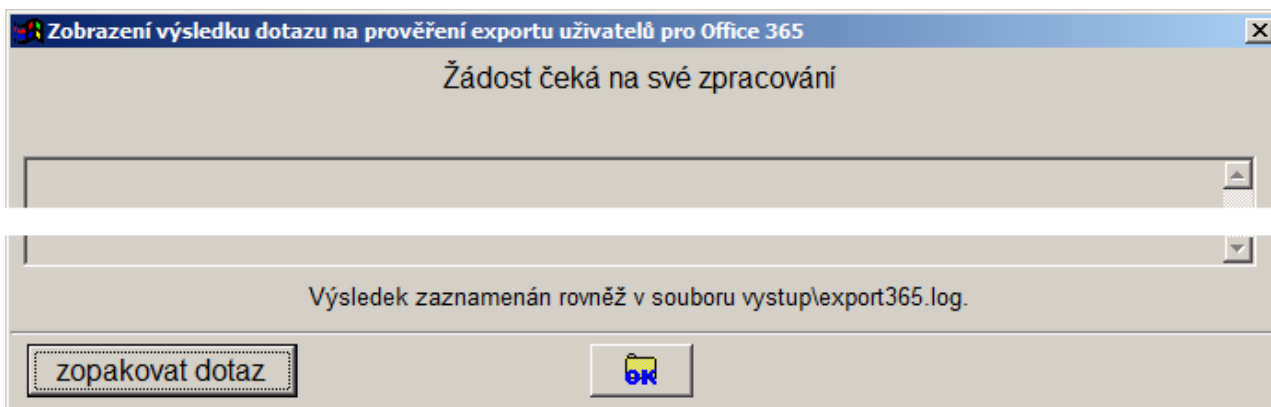 Zobrazení výsledku dotazu na prověření exportu uživatelů pro Office 365
Žádost čeká na své zpracování
Výsledek zaznamenán rovněž v souboru vystup\export365.log.
zopakovat dotaz
OK